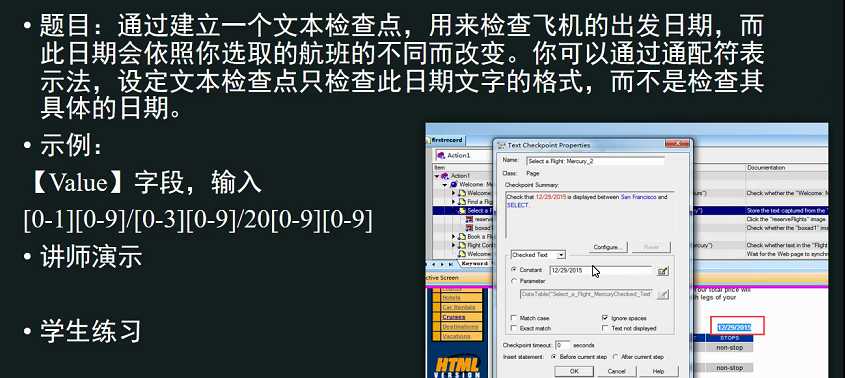 • 题目：通过建立一个文本检查点，用来检查飞机的出发日期，而
此日期会依照你选取的航班的不同而改变。你可以通过通配符表
示法，设定文本检查点只检查此日期文字的格式，而不是检查其
具体的日期。
• 示例：
【Value】字段，输入
[0-1][0-9]/[0-3][0-9]/20[0-9][0-9]
• 讲师演示
• 学生练习
firstrecord
Action1
Item
Documentation
Action1
Welcome: M
Welcome
Check whether the "Welcome: M
Find a Flig
Select a F
Store the text captured from the "
reserve
Click the "reserveFlights" image
boxad1
Check whether the "boxad1" imag
Book a Fli
Flight Cont
Check whether text in the "Flight
Welcome
Wait for the Web page to synchr
Keyword
ctive Screen
Text Checkpoint Properties
Name: Select a Flight: Mercury_2
Class: Page
Checkpoint Summary:
Check that 12/29/2015 is displayed between San Francisco and
SELECT.
Configure...
Reset
Checked Text
Constant 12/29/2015
Parameter
DataTable("Select_a_Flight_MercuryChecked_Text
Match case
Ignore spaces
Exact match
Text not displayed
Checkpoint timeout: 0 seconds
Insert statement: Before current step After current step
OK Cancel Help
Hotels
Car Rentals
Cruises
Destinations
Vacations
HTML
VERSION
our total price will
h legs of your
12/29/2015
STOPS
non-stop
non-stop